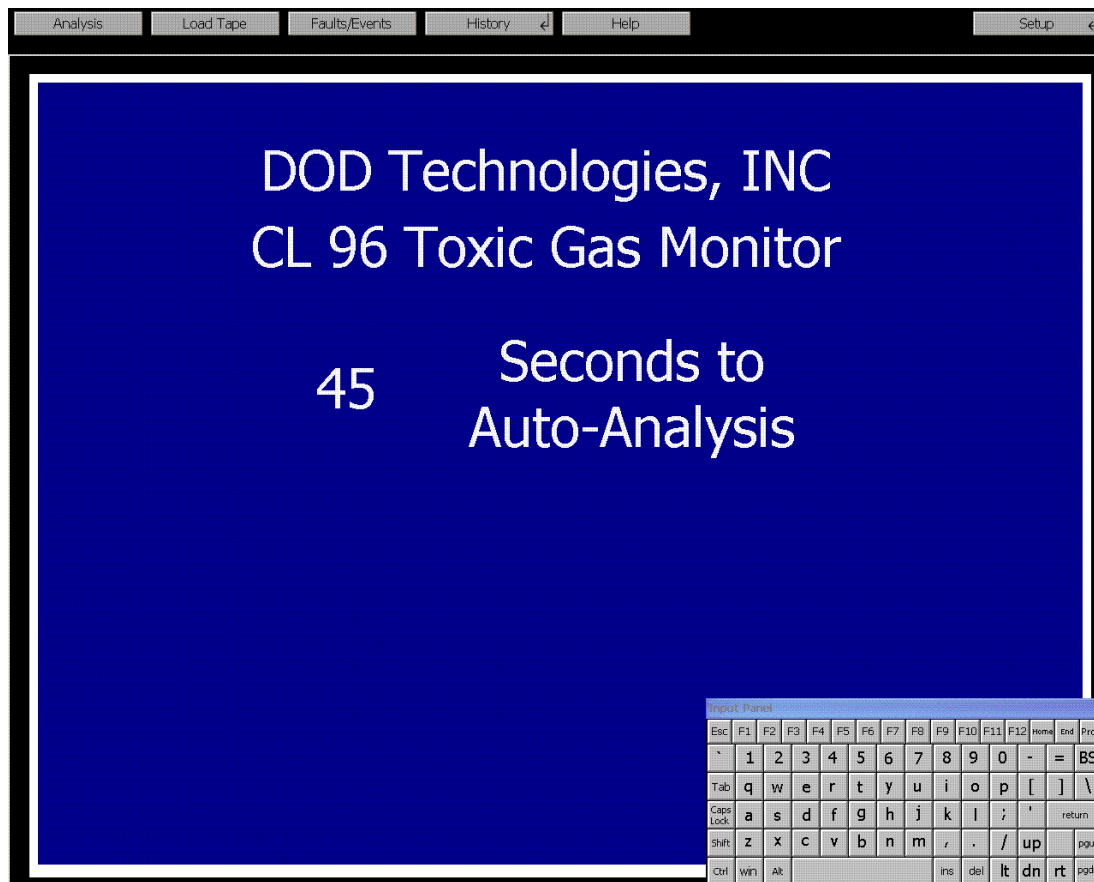 Analysis Load Tape Faults/Events History Help Setup
DOD Technologies, INC
CL 96 Toxic Gas Monitor
45 Seconds to
Auto-Analysis
Input Panel
Esc F1 F2 F3 F4 F5 F6 F7 F8 F9 F10 F11 F12 Home End
` 1 2 3 4 5 6 7 8 9 0 - = BS
Tab q w e r t y u i o p [ ] \
Caps Lock a s d f g h j k l ; ' return
Shift z x c v b n m , . / up pgu
Ctrl win Alt ins del lt dn rt pgd